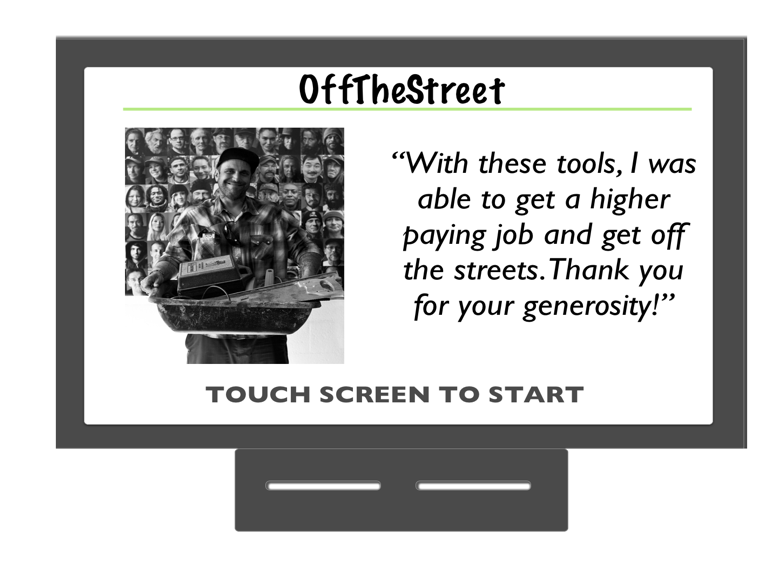 OffTheStreet
“With these tools, I was
able to get a higher
paying job and get off
the streets. Thank you
for your generosity!”
TOUCH SCREEN TO START